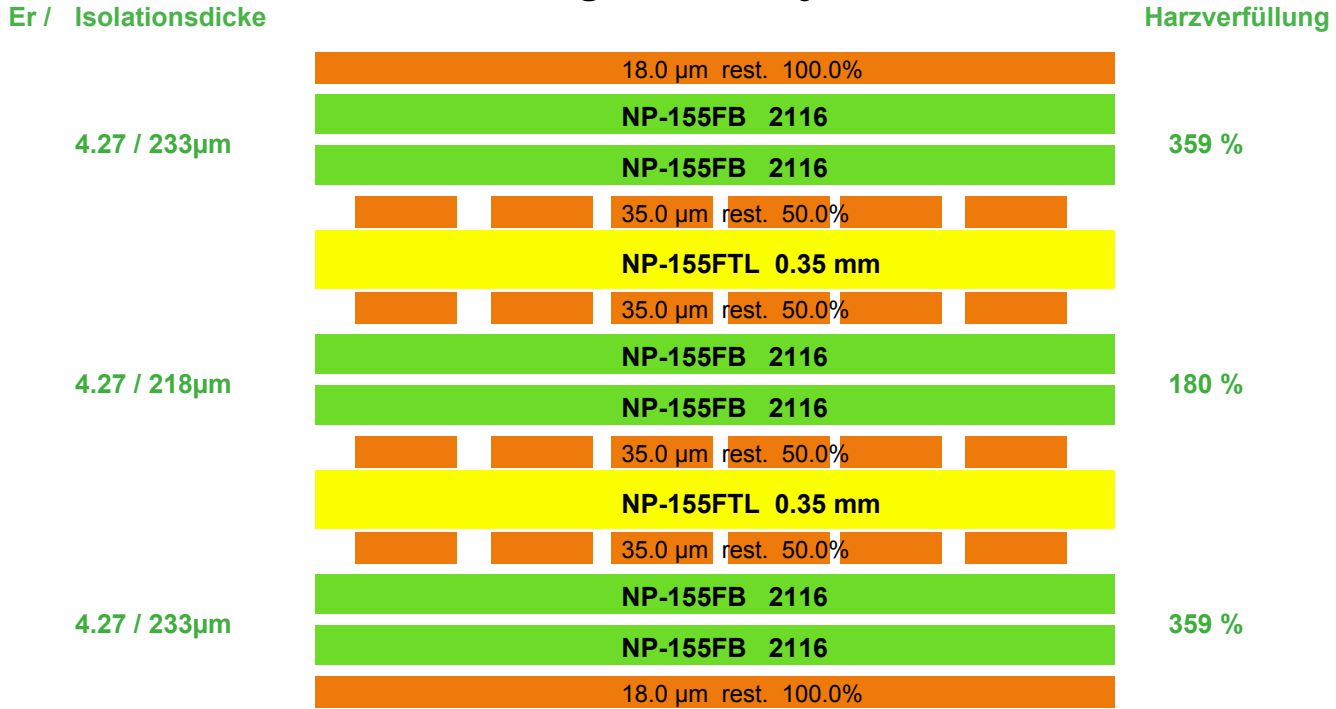 Er / Isolationsdicke Harzverfüllung
18.0 µm rest. 100.0%
NP-155FB 2116
4.27 / 233µm 359 %
NP-155FB 2116
35.0 µm rest. 50.0%
NP-155FTL 0.35 mm
35.0 µm rest. 50.0%
NP-155FB 2116
4.27 / 218µm 180 %
NP-155FB 2116
35.0 µm rest. 50.0%
NP-155FTL 0.35 mm
35.0 µm rest. 50.0%
NP-155FB 2116
4.27 / 233µm 359 %
NP-155FB 2116
18.0 µm rest. 100.0%